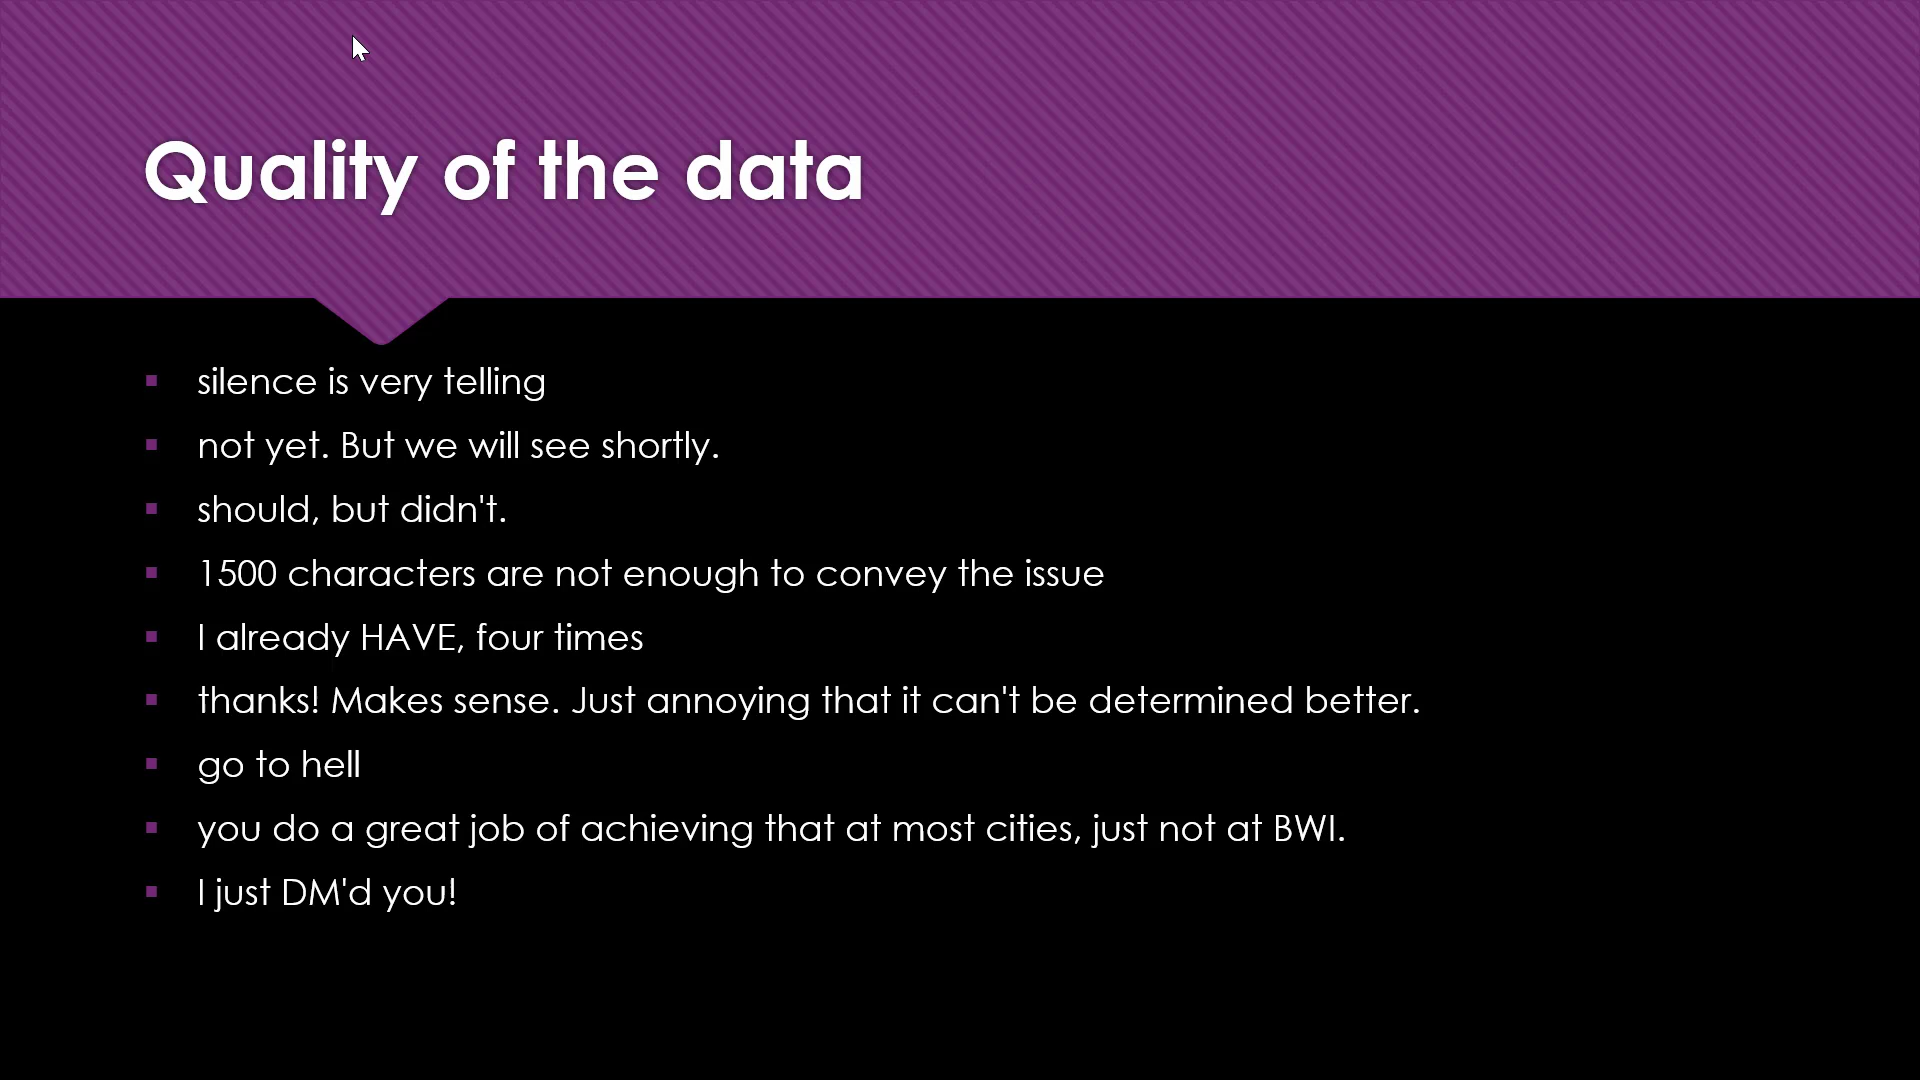 Quality of the data
silence is very telling
not yet. But we will see shortly.
should, but didn't.
1500 characters are not enough to convey the issue
I already HAVE, four times
thanks! Makes sense. Just annoying that it can't be determined better.
go to hell
you do a great job of achieving that at most cities, just not at BWI.
I just DM'd you!